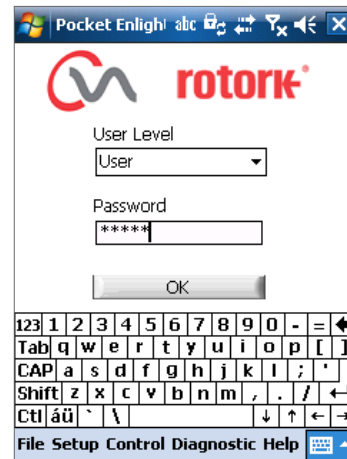 Pocket Enligh abc
rotork
User Level
User
Password
*****
OK
123 1 2 3 4 5 6 7 8 9 0 - =
Tab q w e r t y u i o p [ ]
CAP a s d f g h j k l ; '
Shift z x c v b n m , . /
Ctl áü ` \
File Setup Control Diagnostic Help